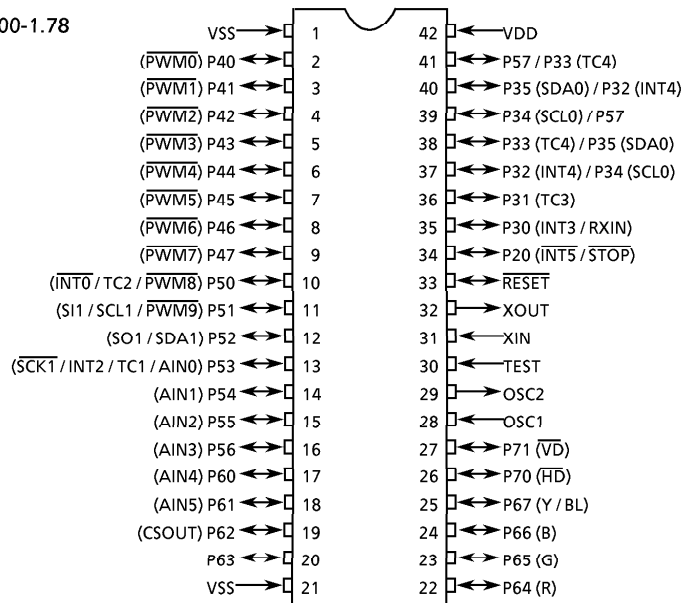 00-1.78
VSS 1 42 VDD
(PWM0) P40 2 41 P57 / P33 (TC4)
(PWM1) P41 3 40 P35 (SDA0) / P32 (INT4)
(PWM2) P42 4 39 P34 (SCL0) / P57
(PWM3) P43 5 38 P33 (TC4) / P35 (SDA0)
(PWM4) P44 6 37 P32 (INT4) / P34 (SCL0)
(PWM5) P45 7 36 P31 (TC3)
(PWM6) P46 8 35 P30 (INT3 / RXIN)
(PWM7) P47 9 34 P20 (INT5 / STOP)
(INT0 / TC2 / PWM8) P50 10 33 RESET
(SI1 / SCL1 / PWM9) P51 11 32 XOUT
(SO1 / SDA1) P52 12 31 XIN
(SCK1 / INT2 / TC1 / AIN0) P53 13 30 TEST
(AIN1) P54 14 29 OSC2
(AIN2) P55 15 28 OSC1
(AIN3) P56 16 27 P71 (VD)
(AIN4) P60 17 26 P70 (HD)
(AIN5) P61 18 25 P67 (Y / BL)
(CSOUT) P62 19 24 P66 (B)
P63 20 23 P65 (G)
VSS 21 22 P64 (R)